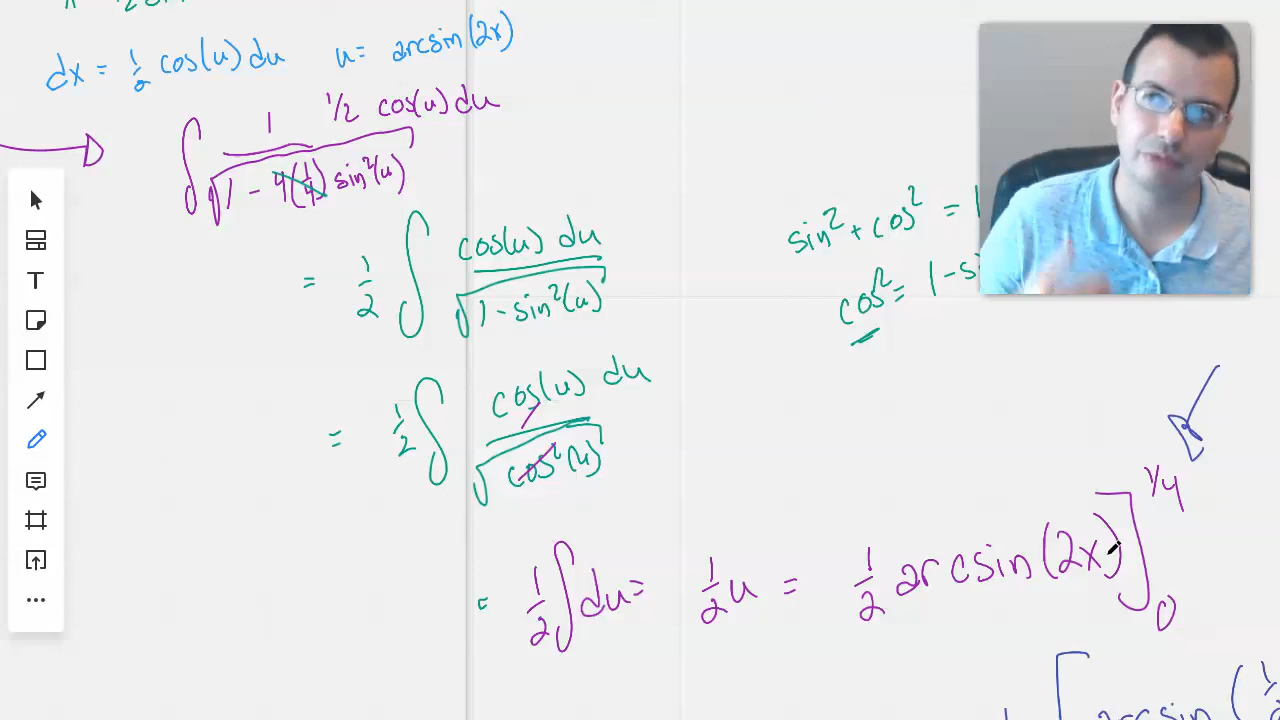 dx = 1/2 cos(u) du    u = arcsin(2x)
∫ 1 / √(1 - 4(1/4) sin²(u)) 1/2 cos(u) du
= 1/2 ∫ cos(u) du / √(1 - sin²(u))
sin² + cos² = 1
cos² = 1 - s
= 1/2 ∫ cos(u) du / √(cos²(u))
= 1/2 ∫ du = 1/2 u = 1/2 arcsin(2x) ]₀^1/4
arcsin(
T